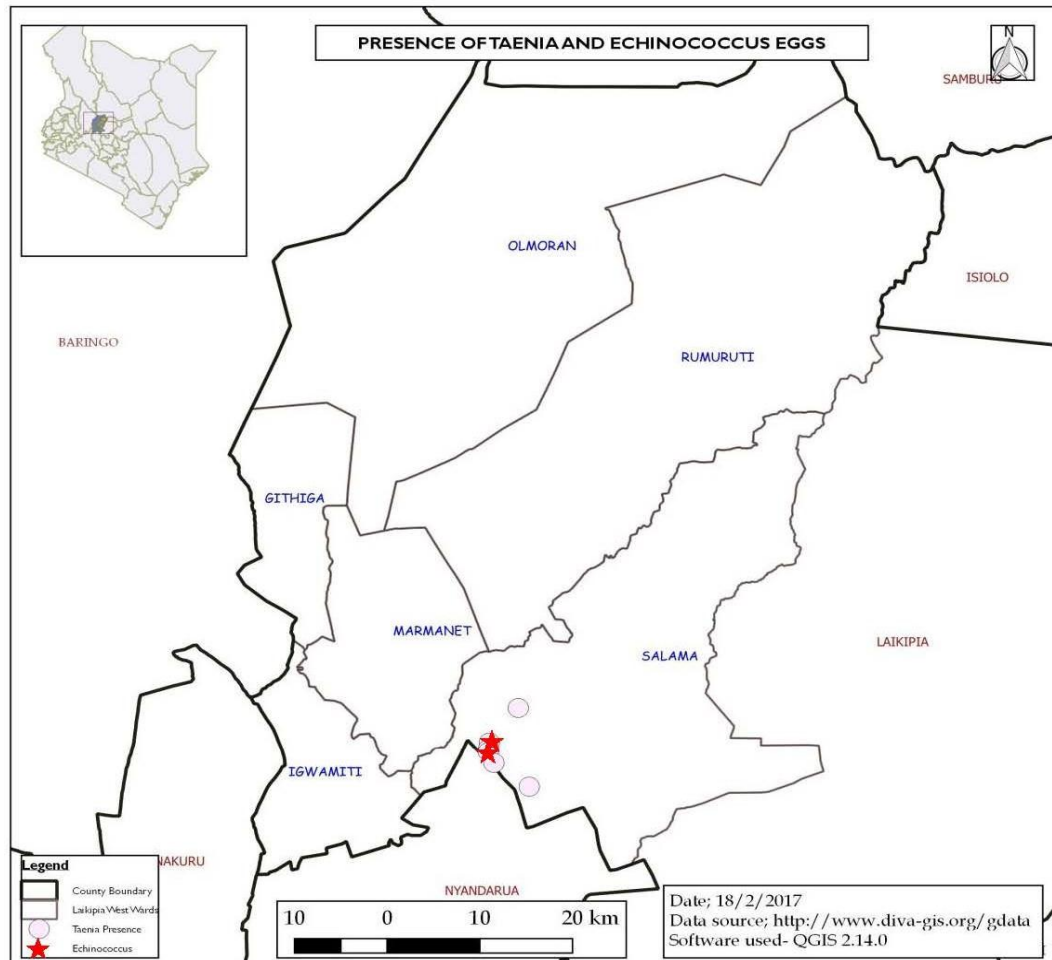 PRESENCE OF TAENIA AND ECHINOCOCCUS EGGS
N
SAMBURU
OLMORAN
ISIOLO
BARINGO
RUMURUTI
GITHIGA
MARMANET
SALAMA
LAIKIPIA
IGWAMITI
NAKURU
NYANDARUA
Legend
County Boundary
Laikipia West Wards
Taenia Presence
Echinococcus
10 0 10 20 km
Date; 18/2/2017
Data source; http://www.diva-gis.org/gdata
Software used- QGIS 2.14.0